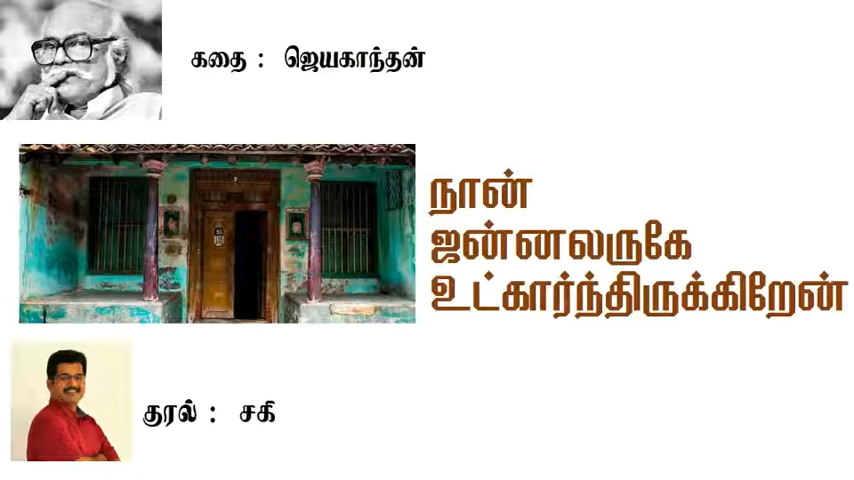 கதை : ஜெயகாந்தன்
நான்
ஜன்னலருகே
உட்கார்ந்திருக்கிறேன்
குரல் : சகி